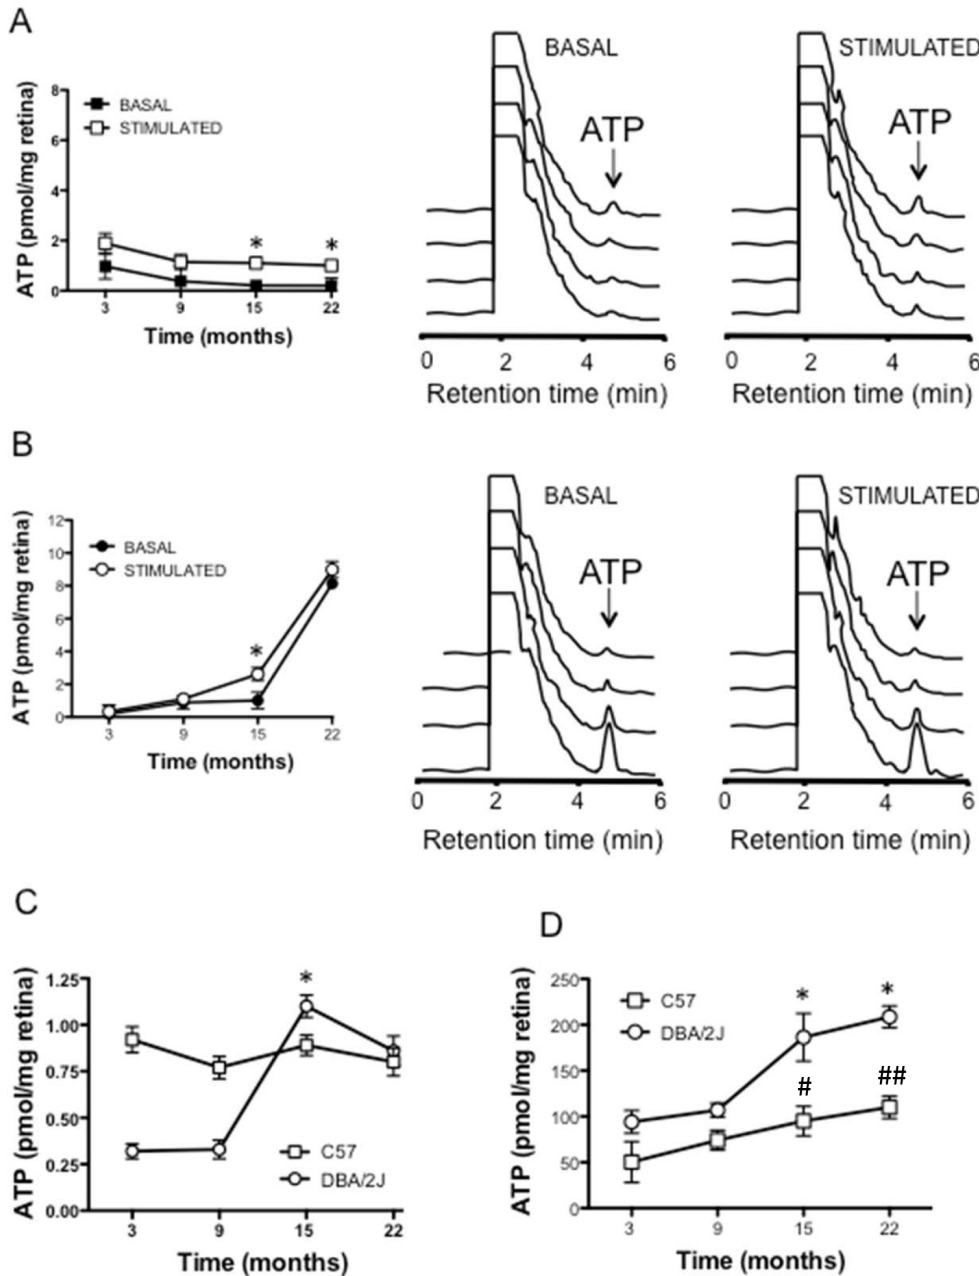 A
BASAL
STIMULATED
ATP (pmol/mg retina)
8
6
4
2
0
3 9 15 22
Time (months)
* *
BASAL
ATP
0 2 4 6
Retention time (min)
STIMULATED
ATP
0 2 4 6
Retention time (min)
B
BASAL
STIMULATED
ATP (pmol/mg retina)
12
10
8
6
4
2
0
3 9 15 22
Time (months)
*
BASAL
ATP
0 2 4 6
Retention time (min)
STIMULATED
ATP
0 2 4 6
Retention time (min)
C
ATP (pmol/mg retina)
1.25
1.00
0.75
0.50
0.25
0.00
*
C57
DBA/2J
3 9 15 22
Time (months)
D
ATP (pmol/mg retina)
250
200
150
100
50
0
C57
DBA/2J
* *
# ##
3 9 15 22
Time (months)